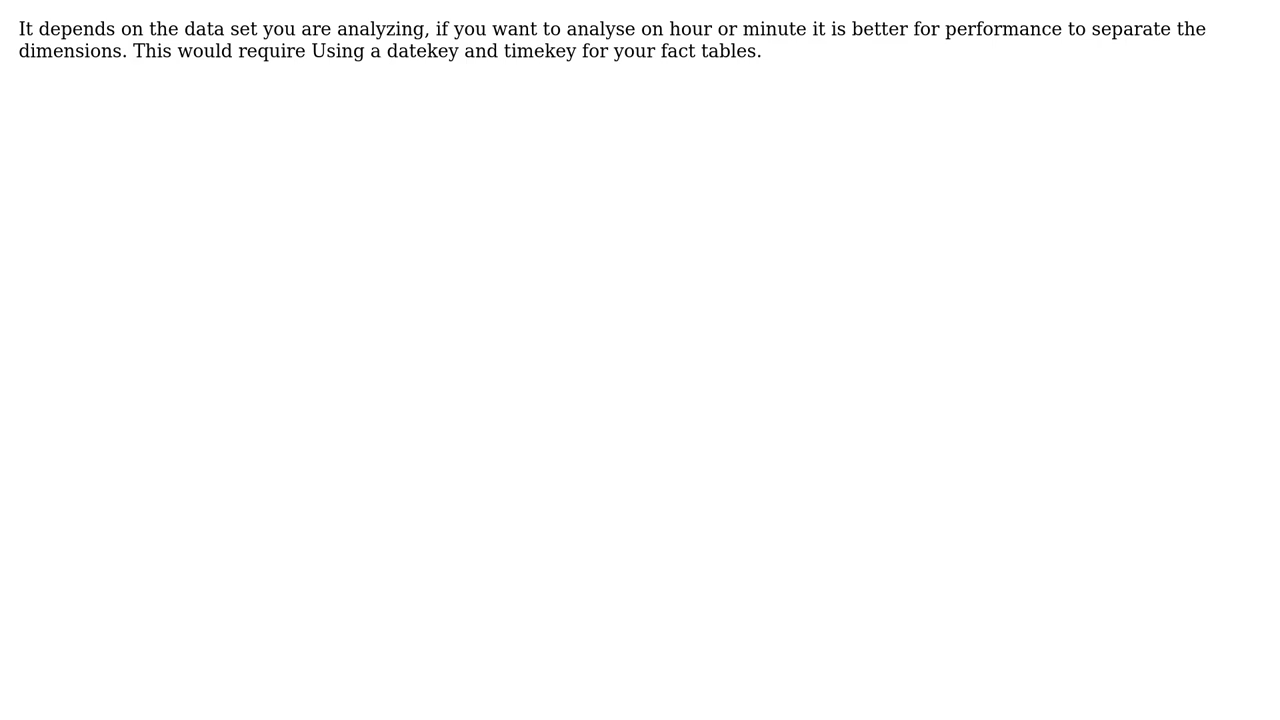 It depends on the data set you are analyzing, if you want to analyse on hour or minute it is better for performance to separate the
dimensions. This would require Using a datekey and timekey for your fact tables.